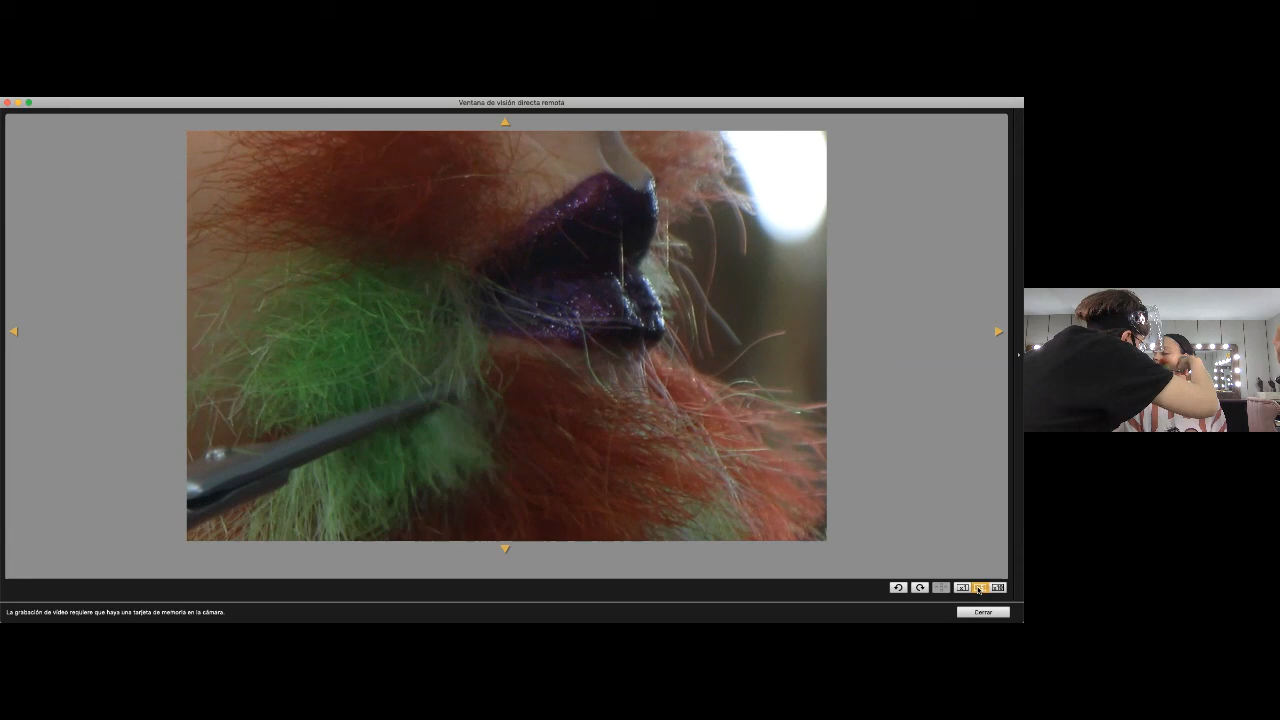 Ventana de visión directa remota
La grabación de vídeo requiere que haya una tarjeta de memoria en la cámara.
Cerrar